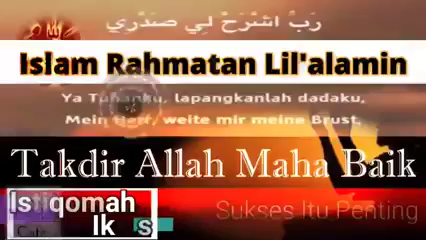 رَبِّ اشْرَحْ لِي صَدْرِي
Islam Rahmatan Lil'alamin
Ya Tuhanku, lapangkanlah dadaku,
Mein Herr, weite mir meine Brust,
Takdir Allah Maha Baik
Istiqomah
Sukses Itu Penting